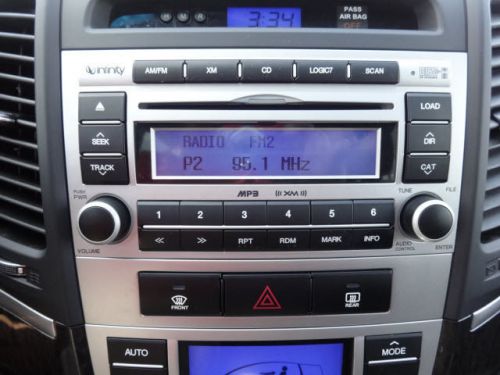 3:34
PASS
AIR BAG
OFF
infinity
AM/FM XM CD LOGIC7 SCAN
LOAD
SEEK
TRACK
DIR
CAT
RADIO FM2
P2 95.1 MHz
MP3 ((XM))
PUSH
PWR
VOLUME
TUNE FILE
AUDIO
CONTROL
ENTER
1 2 3 4 5 6
<< >> RPT RDM MARK INFO
FRONT
REAR
AUTO
MODE